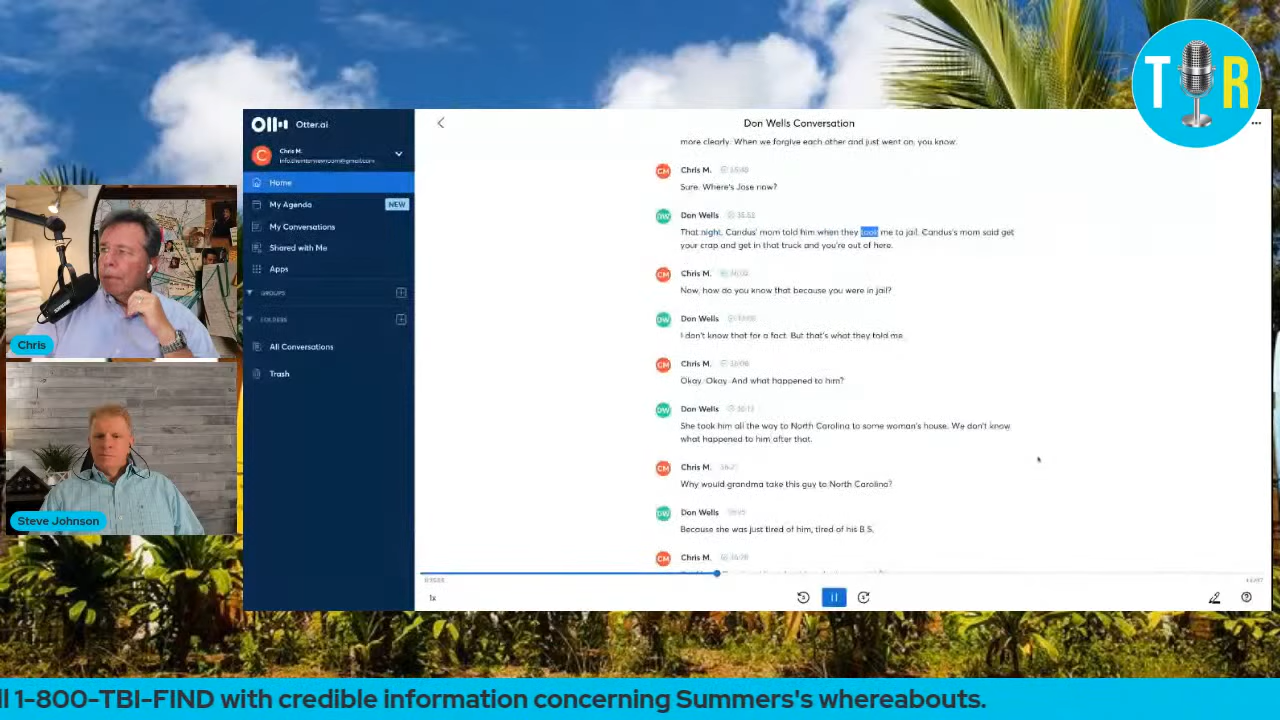 T R
Otter.ai
Don Wells Conversation
Chris M.
Home
My Agenda
NEW
My Conversations
Shared with Me
Apps
GROUPS
FOLDERS
All Conversations
Trash
more clearly. When we forgive each other and just went on, you know.
Chris M.
Sure. Where's Jose now?
Don Wells
That night, Candus' mom told him when they took me to jail. Candus's mom said get
your crap and get in that truck and you're out of here.
Chris M.
Now, how do you know that because you were in jail?
Don Wells
I don't know that for a fact. But that's what they told me.
Chris M.
Okay. Okay. And what happened to him?
Don Wells
She took him all the way to North Carolina to some woman's house. We don't know
what happened to him after that.
Chris M.
Why would grandma take this guy to North Carolina?
Don Wells
Because she was just tired of him, tired of his B.S.
Chris M.
1x
Chris
Steve Johnson
ll 1-800-TBI-FIND with credible information concerning Summers's whereabouts.